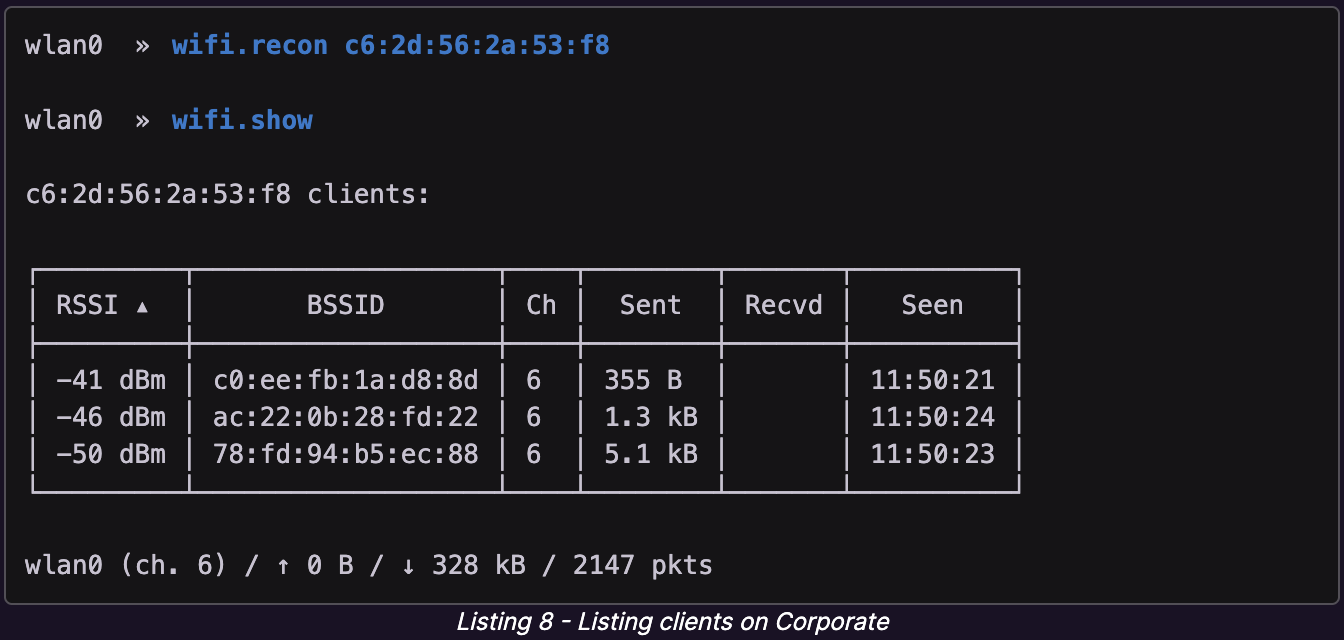 wlan0 » wifi.recon c6:2d:56:2a:53:f8
wlan0 » wifi.show
c6:2d:56:2a:53:f8 clients:
RSSI ▴ BSSID Ch Sent Recvd Seen
-41 dBm c0:ee:fb:1a:d8:8d 6 355 B 11:50:21
-46 dBm ac:22:0b:28:fd:22 6 1.3 kB 11:50:24
-50 dBm 78:fd:94:b5:ec:88 6 5.1 kB 11:50:23
wlan0 (ch. 6) / ↑ 0 B / ↓ 328 kB / 2147 pkts
Listing 8 - Listing clients on Corporate